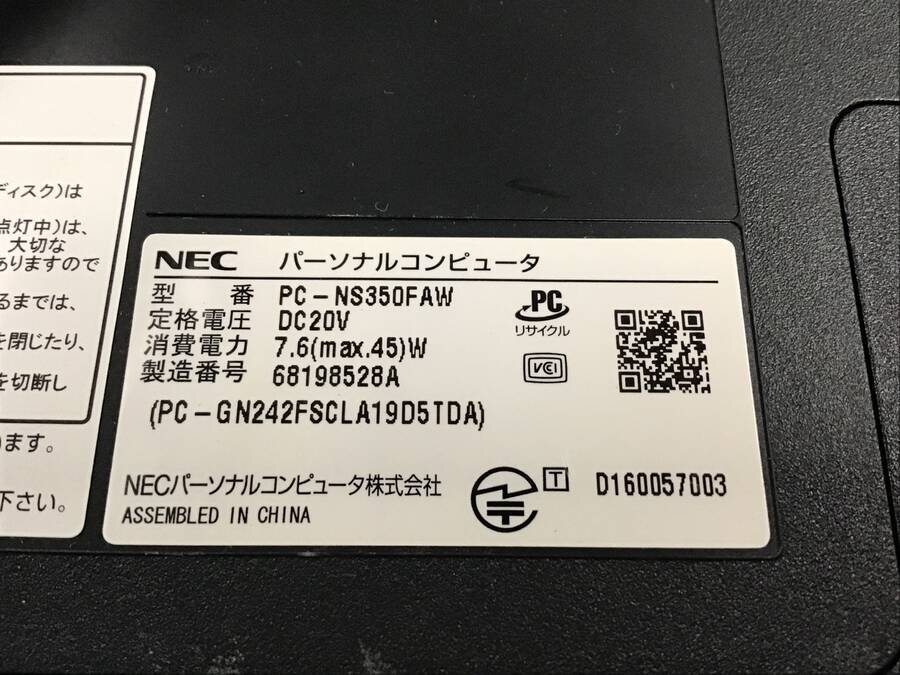 ディスク)は
点灯中)は、
大切な
ありますので
るまでは、
を閉じたり、
を切断し
ます。
下さい。
NEC パーソナルコンピュータ
型 番 PC-NS350FAW
定格電圧 DC20V
消費電力 7.6(max.45)W
製造番号 68198528A
(PC-GN242FSCLA19D5TDA)
PC
リサイクル
VCI
NECパーソナルコンピュータ株式会社
ASSEMBLED IN CHINA
T D160057003